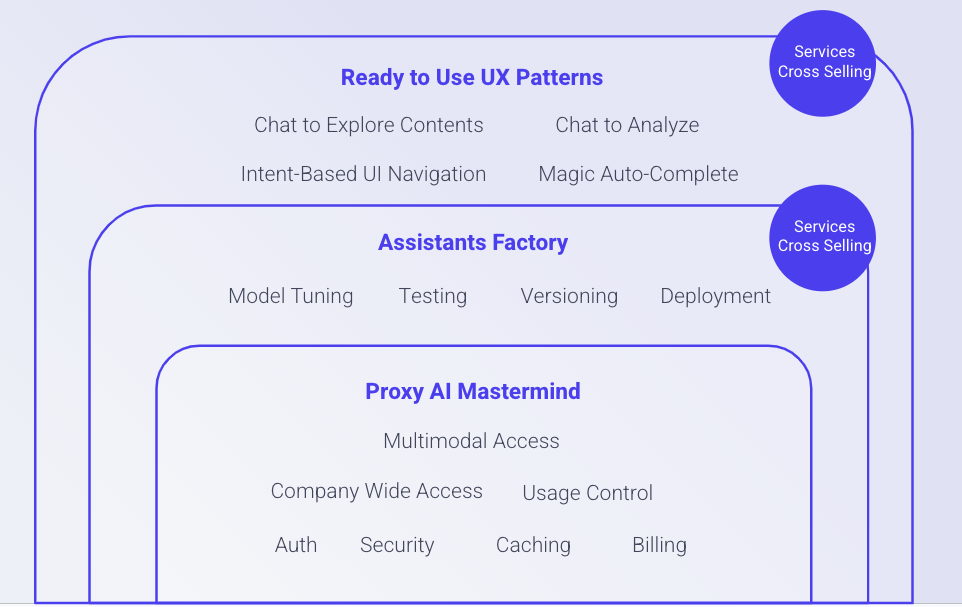 Services
Cross Selling
Ready to Use UX Patterns
Chat to Explore Contents
Chat to Analyze
Intent-Based UI Navigation
Magic Auto-Complete
Services
Cross Selling
Assistants Factory
Model Tuning
Testing
Versioning
Deployment
Proxy AI Mastermind
Multimodal Access
Company Wide Access
Usage Control
Auth
Security
Caching
Billing